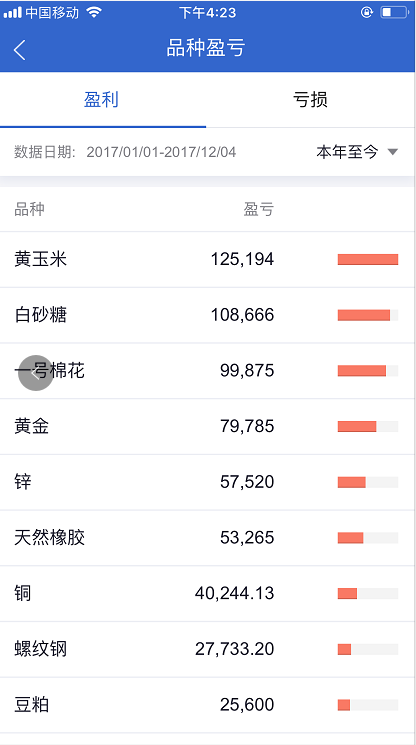 中国移动 下午4:23
品种盈亏
盈利 亏损
数据日期: 2017/01/01-2017/12/04 本年至今
品种 盈亏
黄玉米 125,194
白砂糖 108,666
一号棉花 99,875
黄金 79,785
锌 57,520
天然橡胶 53,265
铜 40,244.13
螺纹钢 27,733.20
豆粕 25,600